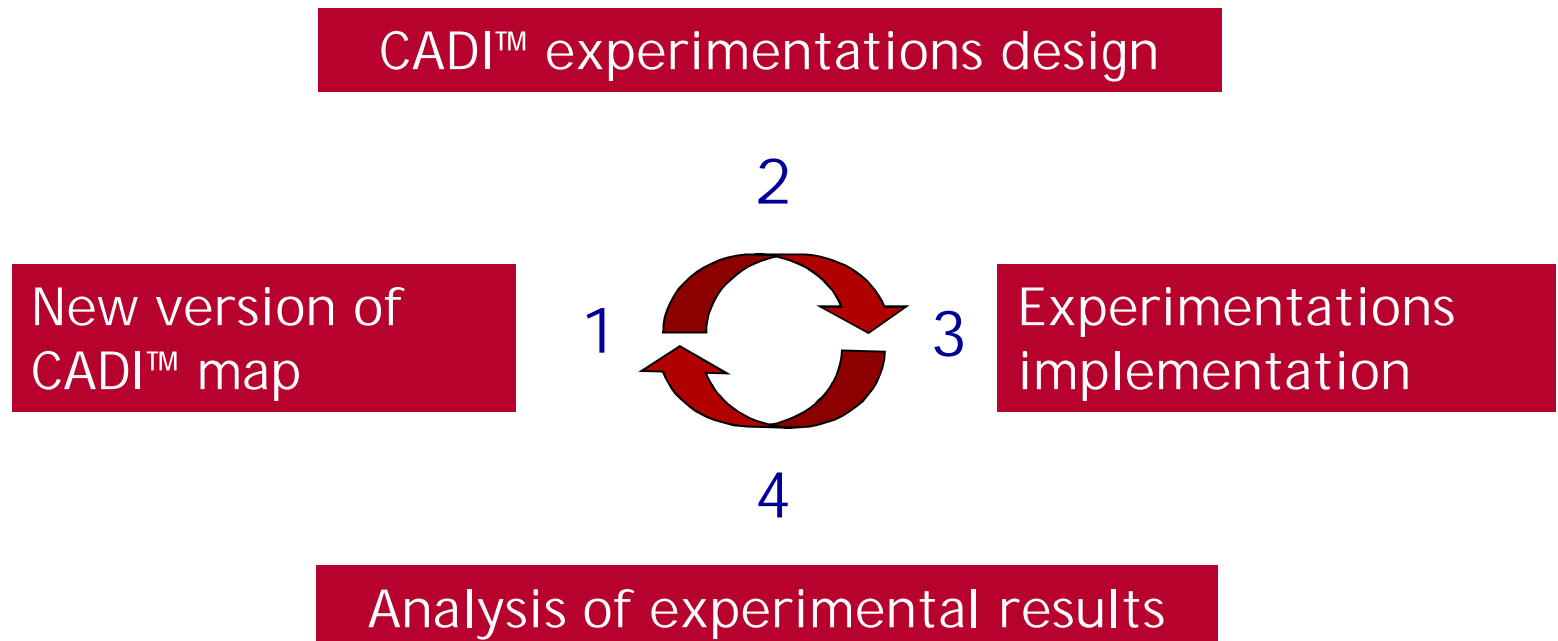 CADI™ experimentations design
2
New version of
CADI™ map
1
3
Experimentations
implementation
4
Analysis of experimental results